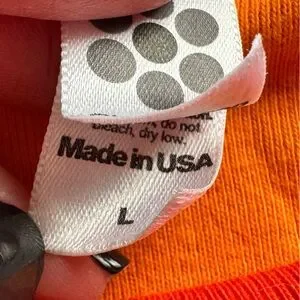 do not
bleach, dry low.
Made in USA
L